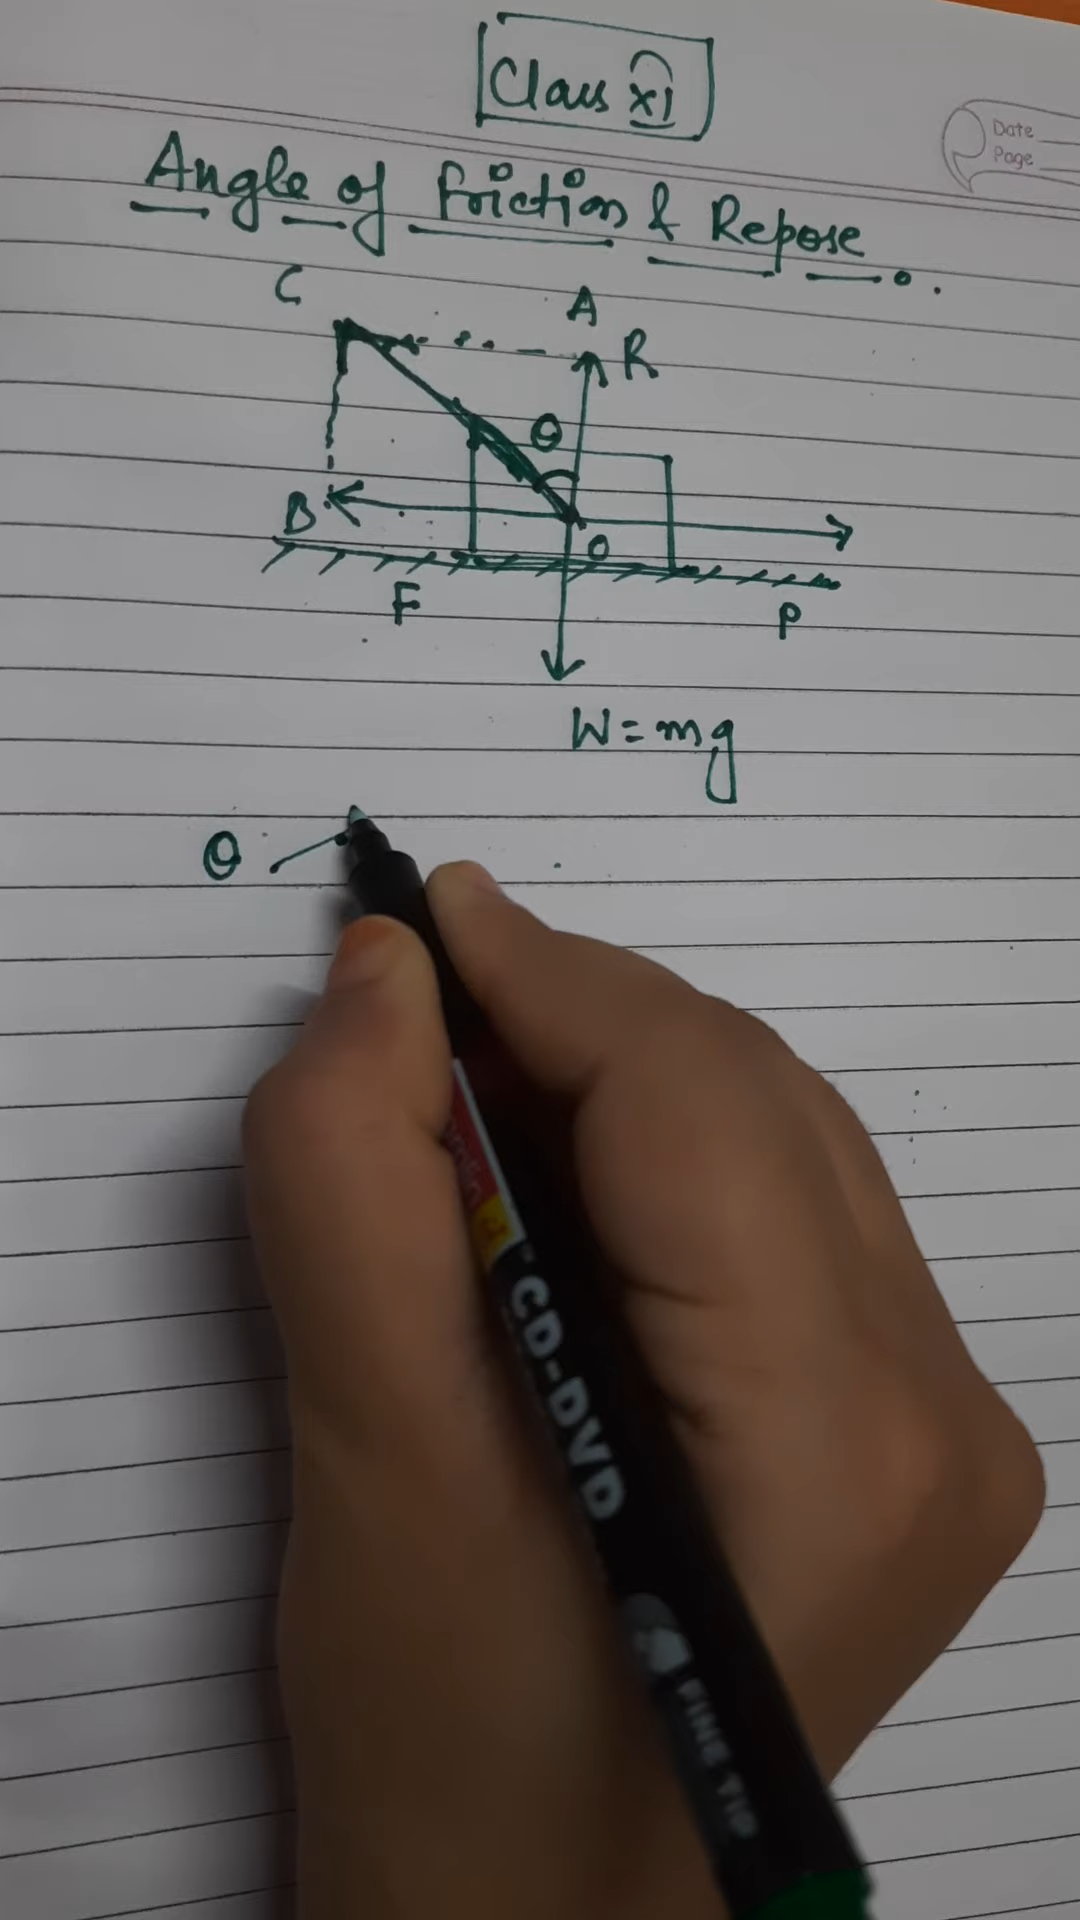 Class XI
Date
Page
Angle of friction & Repose
C
A
R
θ
B
O
F
P
W = mg
θ
CD-DVD
FINE TIP